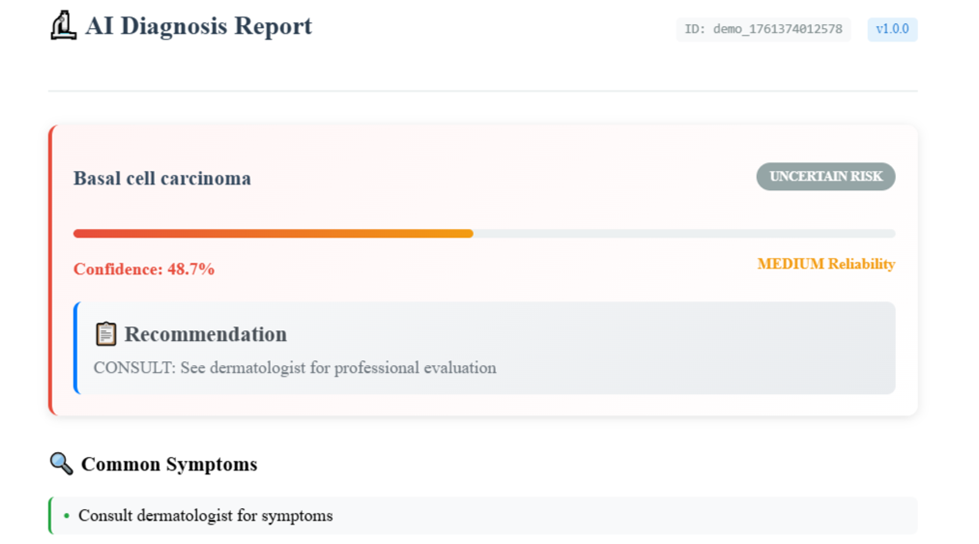 AI Diagnosis Report
ID: demo_1761374012578
v1.0.0
Basal cell carcinoma
UNCERTAIN RISK
Confidence: 48.7%
MEDIUM Reliability
Recommendation
CONSULT: See dermatologist for professional evaluation
Common Symptoms
• Consult dermatologist for symptoms